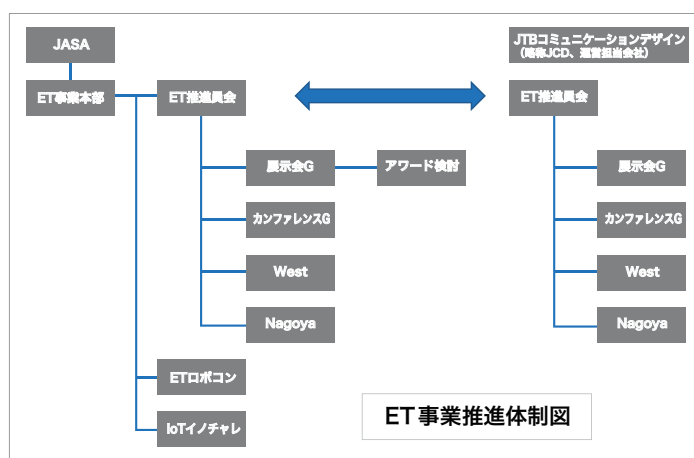 JASA
JTBコミュニケーションデザイン
（略称JCD、運営担当会社）
ET事業本部
ET推進員会
ET推進員会
展示会G
アワード検討
展示会G
カンファレンスG
カンファレンスG
West
West
Nagoya
Nagoya
ETロボコン
IoTイノチャレ
ET事業推進体制図